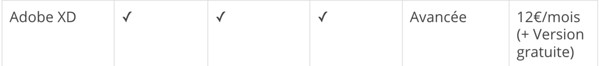 Adobe XD ✓ ✓ ✓ Avancée 12€/mois
(+ Version
gratuite)